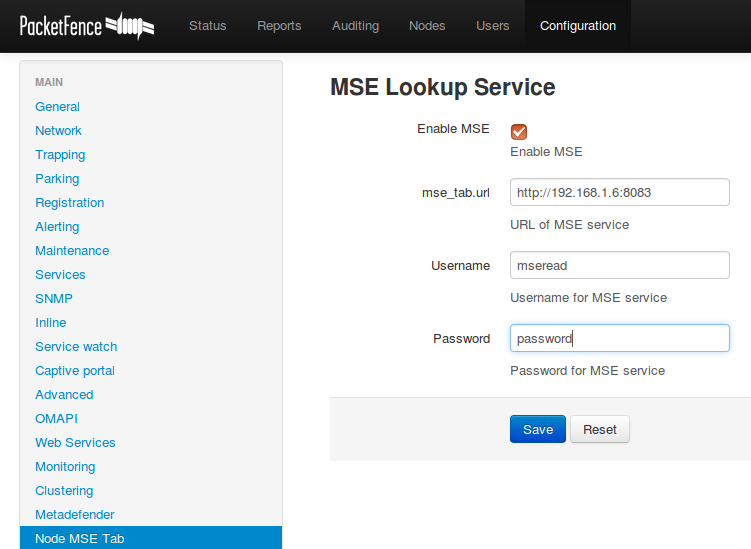 PacketFence Status Reports Auditing Nodes Users Configuration
MAIN
General
Network
Trapping
Parking
Registration
Alerting
Maintenance
Services
SNMP
Inline
Service watch
Captive portal
Advanced
OMAPI
Web Services
Monitoring
Clustering
Metadefender
Node MSE Tab
MSE Lookup Service
Enable MSE
Enable MSE
mse_tab.url http://192.168.1.6:8083
URL of MSE service
Username mseread
Username for MSE service
Password password
Password for MSE service
Save Reset